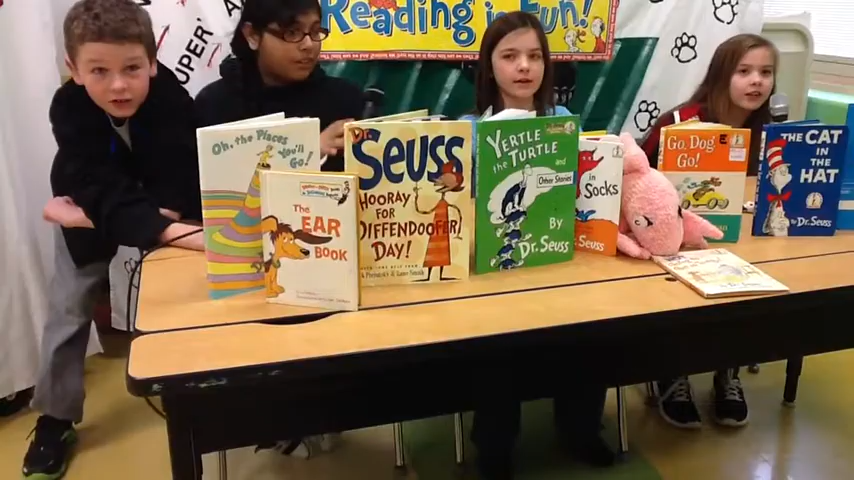 Reading is Fun!
SUPER
Oh, the Places You'll Go!
The
EAR
BOOK
Dr.
SEUSS
HOORAY
FOR
DIFFENDOOFER
DAY!
YERTLE
THE TURTLE
and
Other Stories
By
Dr. Seuss
in Socks
Seuss
Go, Dog
Go!
THE CAT
IN THE
HAT
Dr. Seuss